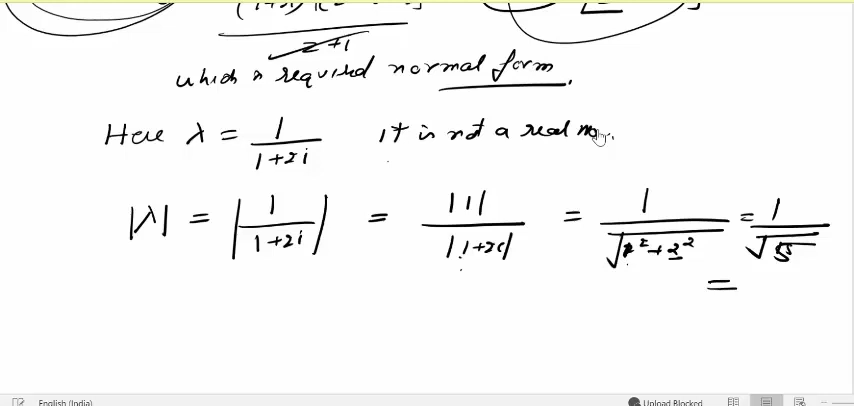 z+1
which is required normal form.
Here λ = 1/(1+2i) it is not a real no.
|λ| = |1/(1+2i)| = |1|/|1+2i| = 1/√(1²+2²) = 1/√5
=
English (India) Upload Blocked